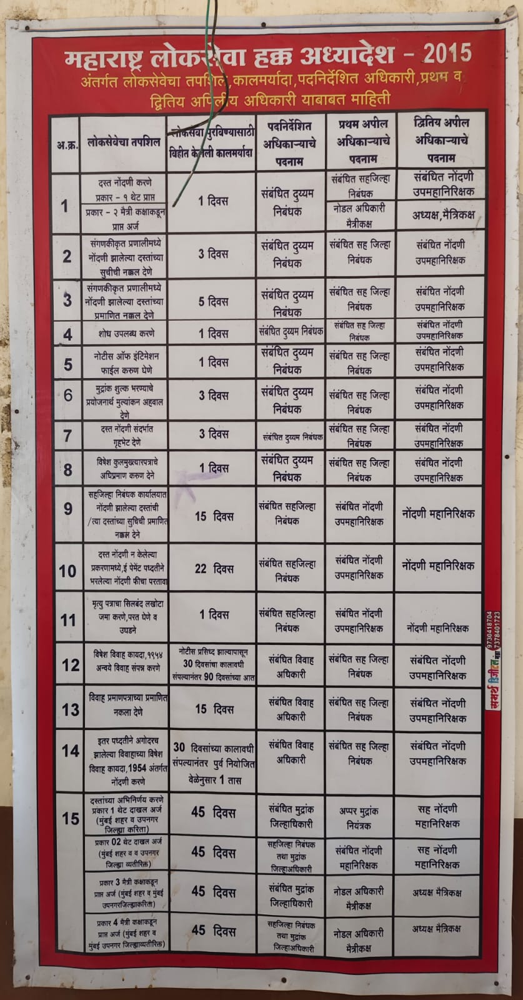 महाराष्ट्र लोकसेवा हक्क अध्यादेश - 2015
अंतर्गत लोकसेवेचा तपशिल,कालमर्यादा,पदनिर्देशित अधिकारी,प्रथम व
द्वितिय अपिलीय अधिकारी याबाबत माहिती
अ.क्र.
लोकसेवेचा तपशिल
लोकसेवा पुरविण्यासाठी
विहीत केलेली कालमर्यादा
पदनिर्देशित
अधिकाऱ्याचे
पदनाम
प्रथम अपील
अधिकाऱ्याचे
पदनाम
द्वितिय अपील
अधिकाऱ्याचे
पदनाम
1
दस्त नोंदणी करणे
प्रकार - १ थेट प्राप्त
प्रकार - २ मैत्री कक्षाकडून
प्राप्त अर्ज
1 दिवस
संबंधित दुय्यम
निबंधक
संबंधित सहजिल्हा
निबंधक
नोडल अधिकारी
मैत्रीकक्ष
संबंधित नोंदणी
उपमहानिरिक्षक
अध्यक्ष,मैत्रिकक्ष
2
संगणकीकृत प्रणालीमध्ये
नोंदणी झालेल्या दस्तांच्या
सुचीची नक्कल देणे
3 दिवस
संबंधित दुय्यम
निबंधक
संबंधित सह जिल्हा
निबंधक
संबंधित नोंदणी
उपमहानिरिक्षक
3
संगणकीकृत प्रणालीमध्ये
नोंदणी झालेल्या दस्तांच्या
प्रमाणित नक्कल देणे
5 दिवस
संबंधित दुय्यम
निबंधक
संबंधित सह जिल्हा
निबंधक
संबंधित नोंदणी
उपमहानिरिक्षक
4
शोध उपलब्ध करणे
1 दिवस
संबंधित दुय्यम निबंधक
संबंधित सह जिल्हा
निबंधक
संबंधित नोंदणी
उपमहानिरिक्षक
5
नोटीस ऑफ इंटिमेशन
फाईल करुण घेणे
1 दिवस
संबंधित दुय्यम
निबंधक
संबंधित सह जिल्हा
निबंधक
संबंधित नोंदणी
उपमहानिरिक्षक
6
मुद्रांक शुल्क भरण्याचे
प्रयोजनार्थ मुल्यांकन अहवाल
देणे
3 दिवस
संबंधित दुय्यम
निबंधक
संबंधित सह जिल्हा
निबंधक
संबंधित नोंदणी
उपमहानिरिक्षक
7
दस्त नोंदणी संदर्भात
गृहभेट देणे
3 दिवस
संबंधित दुय्यम निबंधक
संबंधित सह जिल्हा
निबंधक
संबंधित नोंदणी
उपमहानिरिक्षक
8
विषेश कुलमुख्यारपत्राचे
अधिप्रमाण करुण देने
1 दिवस
संबंधित दुय्यम
निबंधक
संबंधित सह जिल्हा
निबंधक
संबंधित नोंदणी
उपमहानिरिक्षक
9
सहजिल्हा निबंधक कार्यालयात
नोंदणी झालेल्या दस्तांची
/त्या दस्तांच्या सुचिची प्रमाणित
नक्कल देने
15 दिवस
संबंधित सहजिल्हा
निबंधक
संबंधित नोंदणी
उपमहानिरिक्षक
नोंदणी महानिरिक्षक
10
दस्त नोंदणी न केलेल्या
प्रकरणामध्ये,ई पेमेंट पध्दतीने
भरलेल्या नोंदणी फीचा परतावा
22 दिवस
संबंधित सहजिल्हा
निबंधक
संबंधित नोंदणी
उपमहानिरिक्षक
नोंदणी महानिरिक्षक
11
मृत्यु पत्राचा सिलबंद लखोटा
जमा करणे,परत घेणे व
उघडने
1 दिवस
संबंधित सहजिल्हा
निबंधक
संबंधित नोंदणी
उपमहानिरिक्षक
नोंदणी महानिरिक्षक
12
विषेश विवाह कायदा,१९५४
अन्वये विवाह संपन्न करणे
नोटीस प्रसिध्द झाल्यापासून
30 दिवसांचा कालावधी
संपल्यानंतर 90 दिवसांच्या आत
संबंधित विवाह
अधिकारी
संबंधित सह जिल्हा
निबंधक
संबंधित नोंदणी
उपमहानिरिक्षक
13
विवाह प्रमाणपत्राच्या प्रमाणित
नकला देणे
15 दिवस
संबंधित विवाह
अधिकारी
संबंधित सह जिल्हा
निबंधक
संबंधित नोंदणी
उपमहानिरिक्षक
14
इतर पध्दतीने अगोदरच
झालेल्या विवाहाच्या विषेश
विवाह कायदा,1954 अंतर्गत
नोंदणी करणे
30 दिवसांच्या कालावधी
संपल्यानंतर पुर्व नियोजित
वेळेनुसार 1 तास
संबंधित विवाह
अधिकारी
संबंधित सह जिल्हा
निबंधक
संबंधित नोंदणी
उपमहानिरिक्षक
15
दस्तांच्या अभिनिर्णय करणे
प्रकार 1 थेट दाखल अर्ज
(मुंबई शहर व उपनगर
जिल्ह्या करिता)
45 दिवस
संबंधित मुद्रांक
जिल्हाधिकारी
अप्पर मुद्रांक
नियंत्रक
सह नोंदणी
महानिरिक्षक
प्रकार 02 थेट दाखल अर्ज
(मुंबई शहर व व उपनगर
जिल्ह्या व्यतीरिक्त)
45 दिवस
सहजिल्हा निबंधक
तथा मुद्रांक
जिल्हाअधिकारी
संबंधित नोंदणी
महानिरिक्षक
सह नोंदणी
महानिरिक्षक
प्रकार 3 मैत्री कक्षाकडून
प्राप्त अर्ज (मुंबई शहर व मुंबई
उपनगरजिल्ह्याकरिता)
45 दिवस
संबंधित मुद्रांक
जिल्हाधिकारी
नोडल अधिकारी
मैत्रीकक्ष
अध्यक्ष मैत्रिकक्ष
प्रकार 4 मैत्री कक्षाकडून
प्राप्त अर्ज (मुंबई शहर व
मुंबई उपनगर जिल्ह्याव्यतीरिक्त)
45 दिवस
सहजिल्हा निबंधक
तथा मुद्रांक
जिल्हाअधिकारी
नोडल अधिकारी
मैत्रीकक्ष
अध्यक्ष मैत्रिकक्ष
समर्थ डिजीटल
9730418704
7378401723